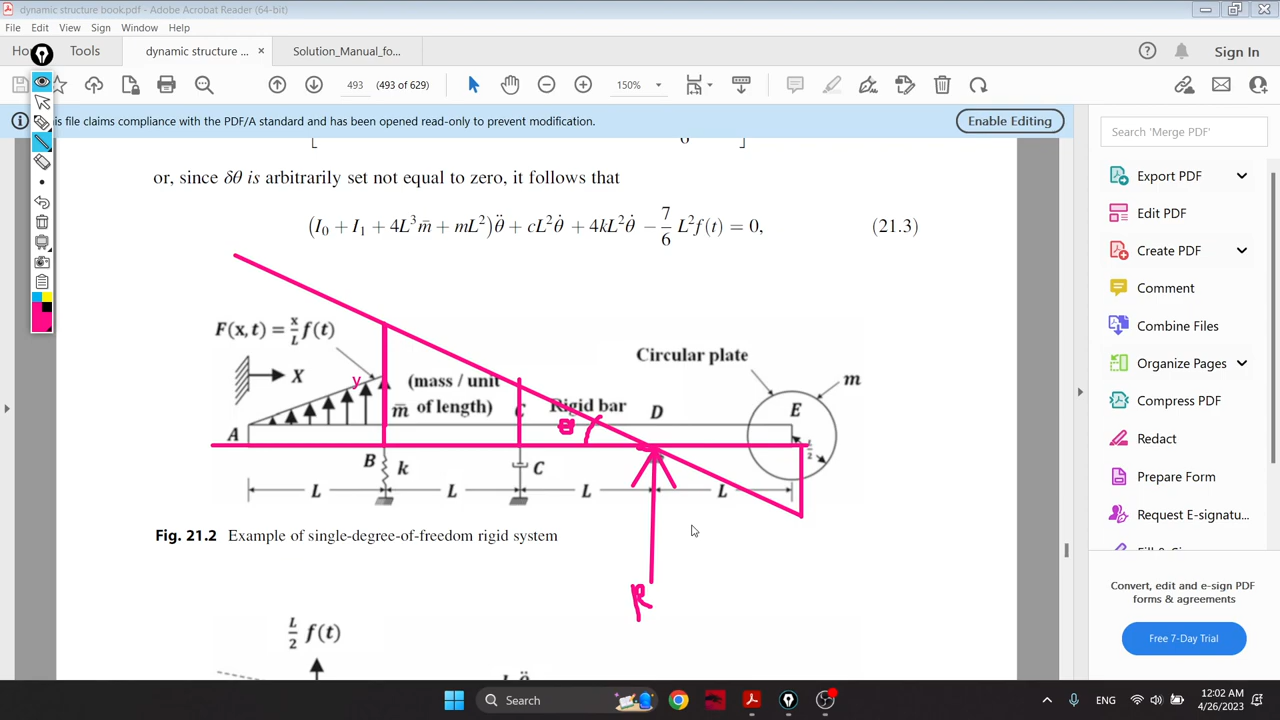 dynamic structure book.pdf - Adobe Acrobat Reader (64-bit)
File Edit View Sign Window Help
Tools dynamic structure ... × Solution_Manual_fo... Sign In
493 (493 of 629) 150%
is file claims compliance with the PDF/A standard and has been opened read-only to prevent modification. Enable Editing
6
or, since δθ is arbitrarily set not equal to zero, it follows that
(I₀ + I₁ + 4L³m̄ + mL²)θ̈ + cL²θ̇ + 4kL²θ̇ − 7/6 L²f(t) = 0, (21.3)
F(x,t) = x/L f(t)
Circular plate
X
y
(mass / unit
m
m̄
of length)
C
Rigid bar
D
E
θ
A
B
k
C
L/2
L L L L
Fig. 21.2 Example of single-degree-of-freedom rigid system
R
L/2 f(t)
Search 'Merge PDF'
Export PDF
Edit PDF
Create PDF
Comment
Combine Files
Organize Pages
Compress PDF
Redact
Prepare Form
Request E-signatu...
Convert, edit and e-sign PDF
forms & agreements
Free 7-Day Trial
Search
ENG
12:02 AM
4/26/2023